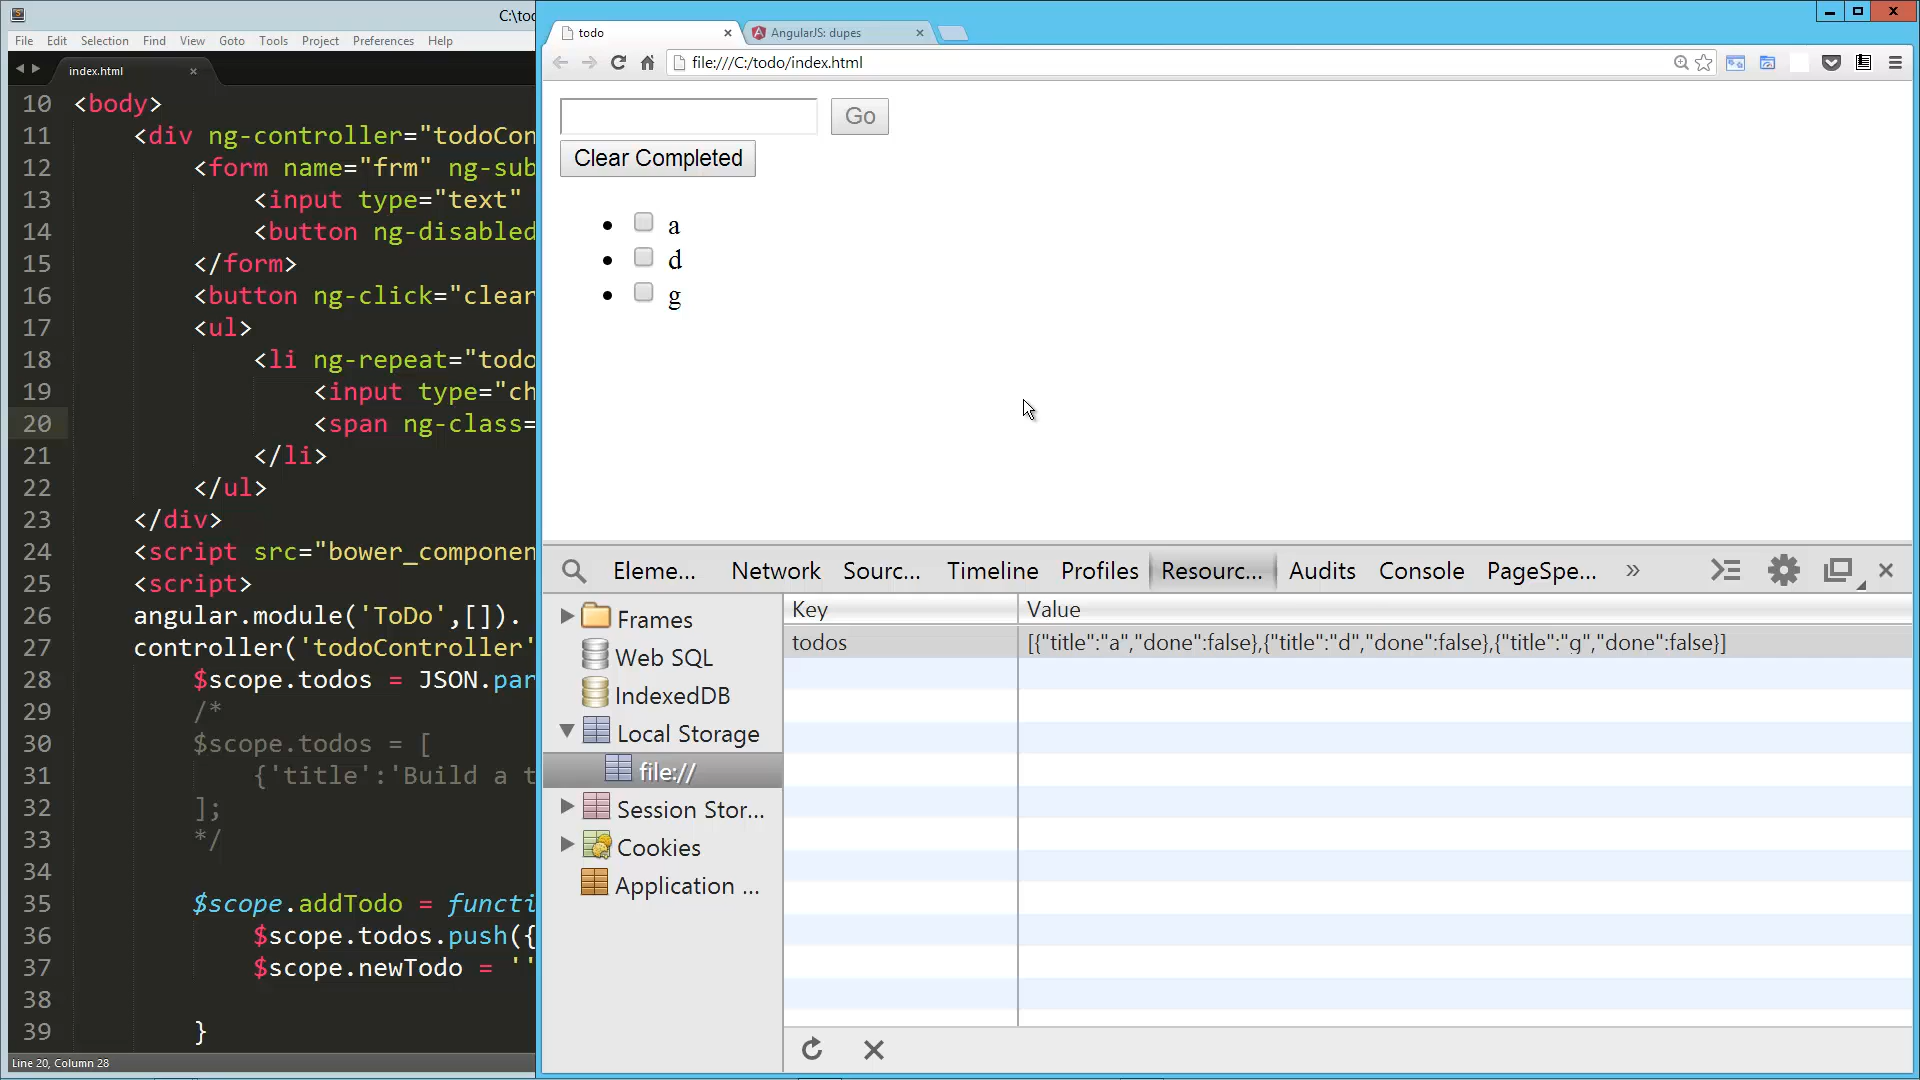 C:\toc
File Edit Selection Find View Goto Tools Project Preferences Help
index.html
10 <body>
11 <div ng-controller="todoCon
12 <form name="frm" ng-sub
13 <input type="text"
14 <button ng-disabled
15 </form>
16 <button ng-click="clear
17 <ul>
18 <li ng-repeat="todo
19 <input type="ch
20 <span ng-class=
21 </li>
22 </ul>
23 </div>
24 <script src="bower_componen
25 <script>
26 angular.module('ToDo',[]).
27 controller('todoController'
28 $scope.todos = JSON.par
29 /*
30 $scope.todos = [
31 {'title':'Build a t
32 ];
33 */
34
35 $scope.addTodo = functi
36 $scope.todos.push({
37 $scope.newTodo = ''
38
39 }
Line 20, Column 28
todo
AngularJS: dupes
file:///C:/todo/index.html
Go
Clear Completed
a
d
g
Eleme... Network Sourc... Timeline Profiles Resourc... Audits Console PageSpe... »
Frames
Web SQL
IndexedDB
Local Storage
file://
Session Stor...
Cookies
Application ...
Key Value
todos [{"title":"a","done":false},{"title":"d","done":false},{"title":"g","done":false}]